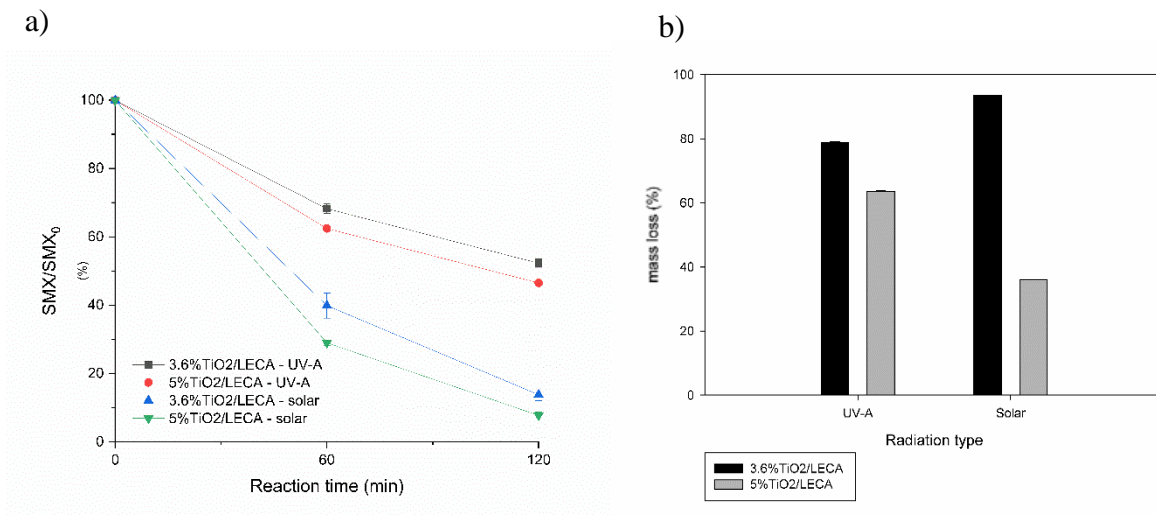 a)
100
80
60
40
20
0
SMX/SMX₀
(%)
3.6%TiO2/LECA - UV-A
5%TiO2/LECA - UV-A
3.6%TiO2/LECA - solar
5%TiO2/LECA - solar
0 60 120
Reaction time (min)
b)
100
80
60
40
20
0
mass loss (%)
UV-A Solar
Radiation type
3.6%TiO2/LECA
5%TiO2/LECA